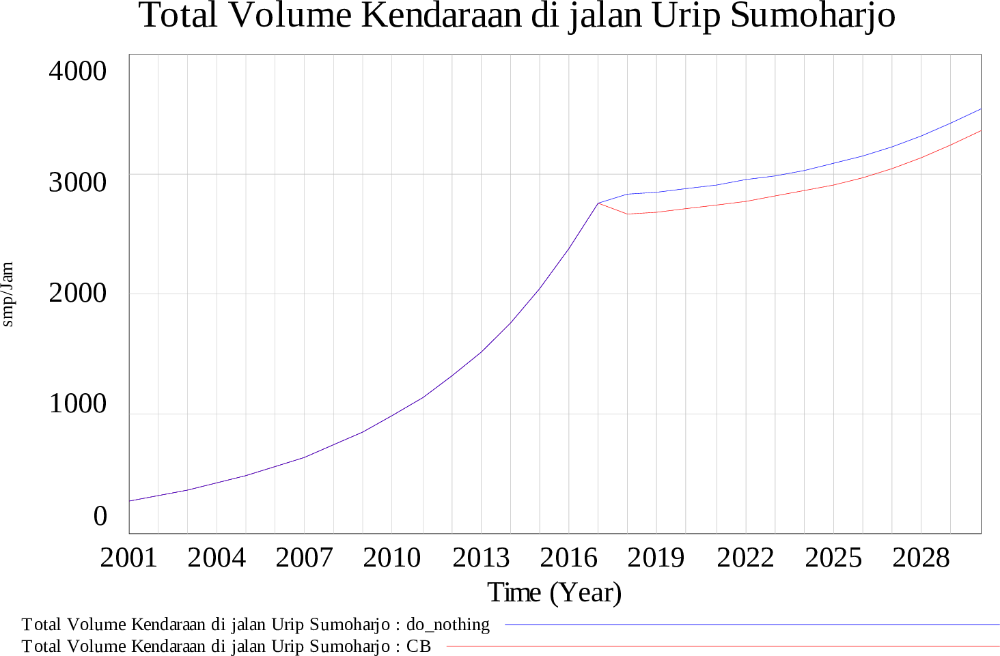 Total Volume Kendaraan di jalan Urip Sumoharjo
4000
3000
2000
1000
0
smp/Jam
2001 2004 2007 2010 2013 2016 2019 2022 2025 2028
Time (Year)
Total Volume Kendaraan di jalan Urip Sumoharjo : do_nothing
Total Volume Kendaraan di jalan Urip Sumoharjo : CB